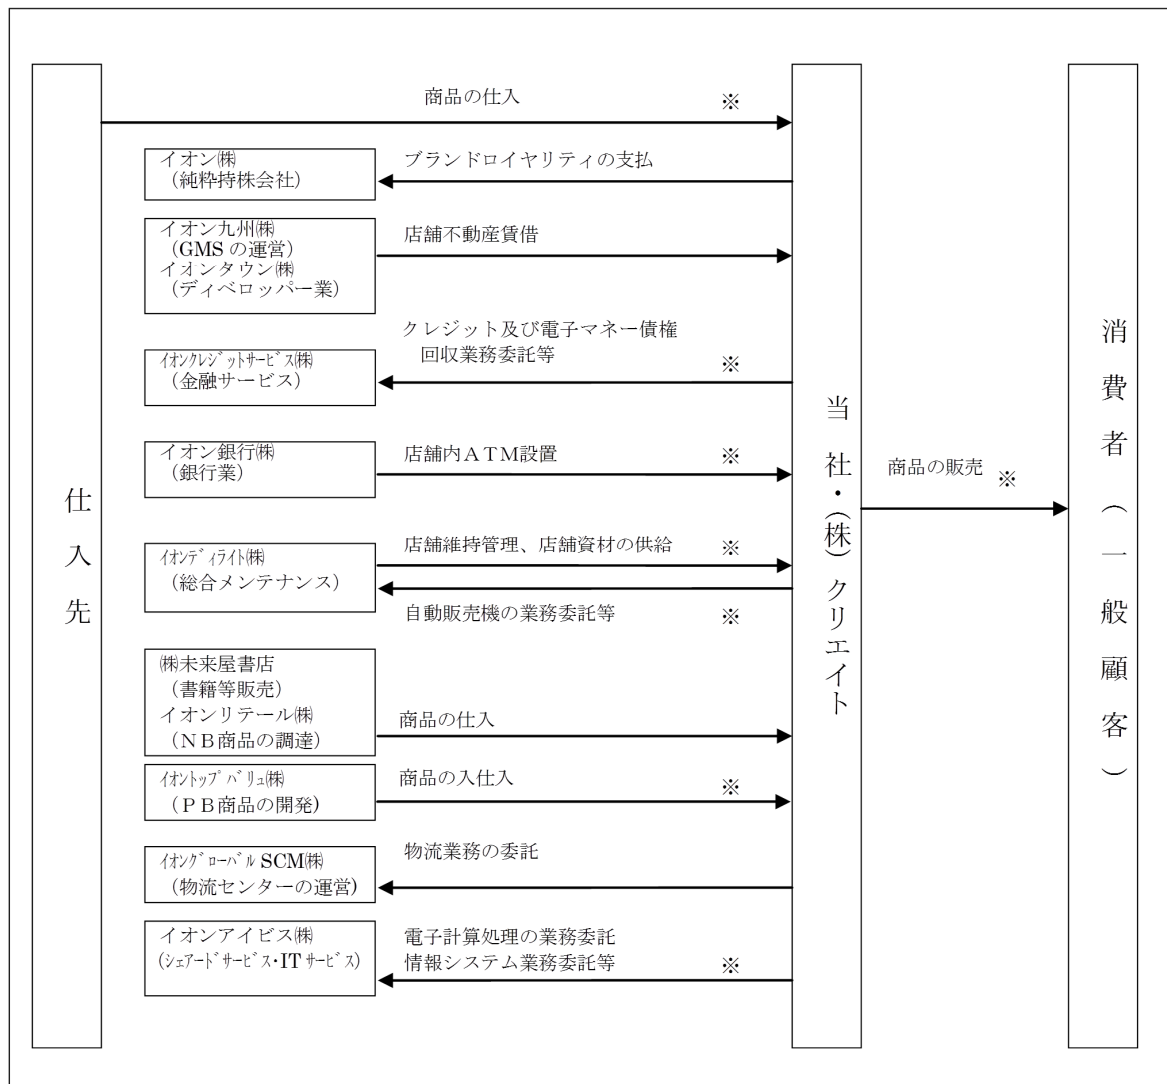 仕入先
商品の仕入 ※
イオン㈱
(純粋持株会社)
ブランドロイヤリティの支払
イオン九州㈱
(GMS の運営)
イオンタウン㈱
(ディベロッパー業)
店舗不動産賃借
クレジット及び電子マネー債権
回収業務委託等 ※
ｲｵﾝｸﾚｼﾞｯﾄｻｰﾋﾞｽ㈱
(金融サービス)
イオン銀行㈱
(銀行業)
店舗内ＡＴＭ設置 ※
ｲｵﾝﾃﾞｨﾗｲﾄ㈱
(総合メンテナンス)
店舗維持管理、店舗資材の供給 ※
自動販売機の業務委託等 ※
㈱未来屋書店
(書籍等販売)
イオンリテール㈱
(ＮＢ商品の調達)
商品の仕入
ｲｵﾝﾄｯﾌﾟﾊﾞﾘｭ㈱
(ＰＢ商品の開発)
商品の入仕入 ※
ｲｵﾝｸﾞﾛｰﾊﾞﾙ SCM㈱
(物流センターの運営)
物流業務の委託
イオンアイビス㈱
(ｼｪｱｰﾄﾞｻｰﾋﾞｽ･IT ｻｰﾋﾞｽ)
電子計算処理の業務委託
情報システム業務委託等 ※
当社・(株)クリエイト
商品の販売 ※
消費者(一般顧客)